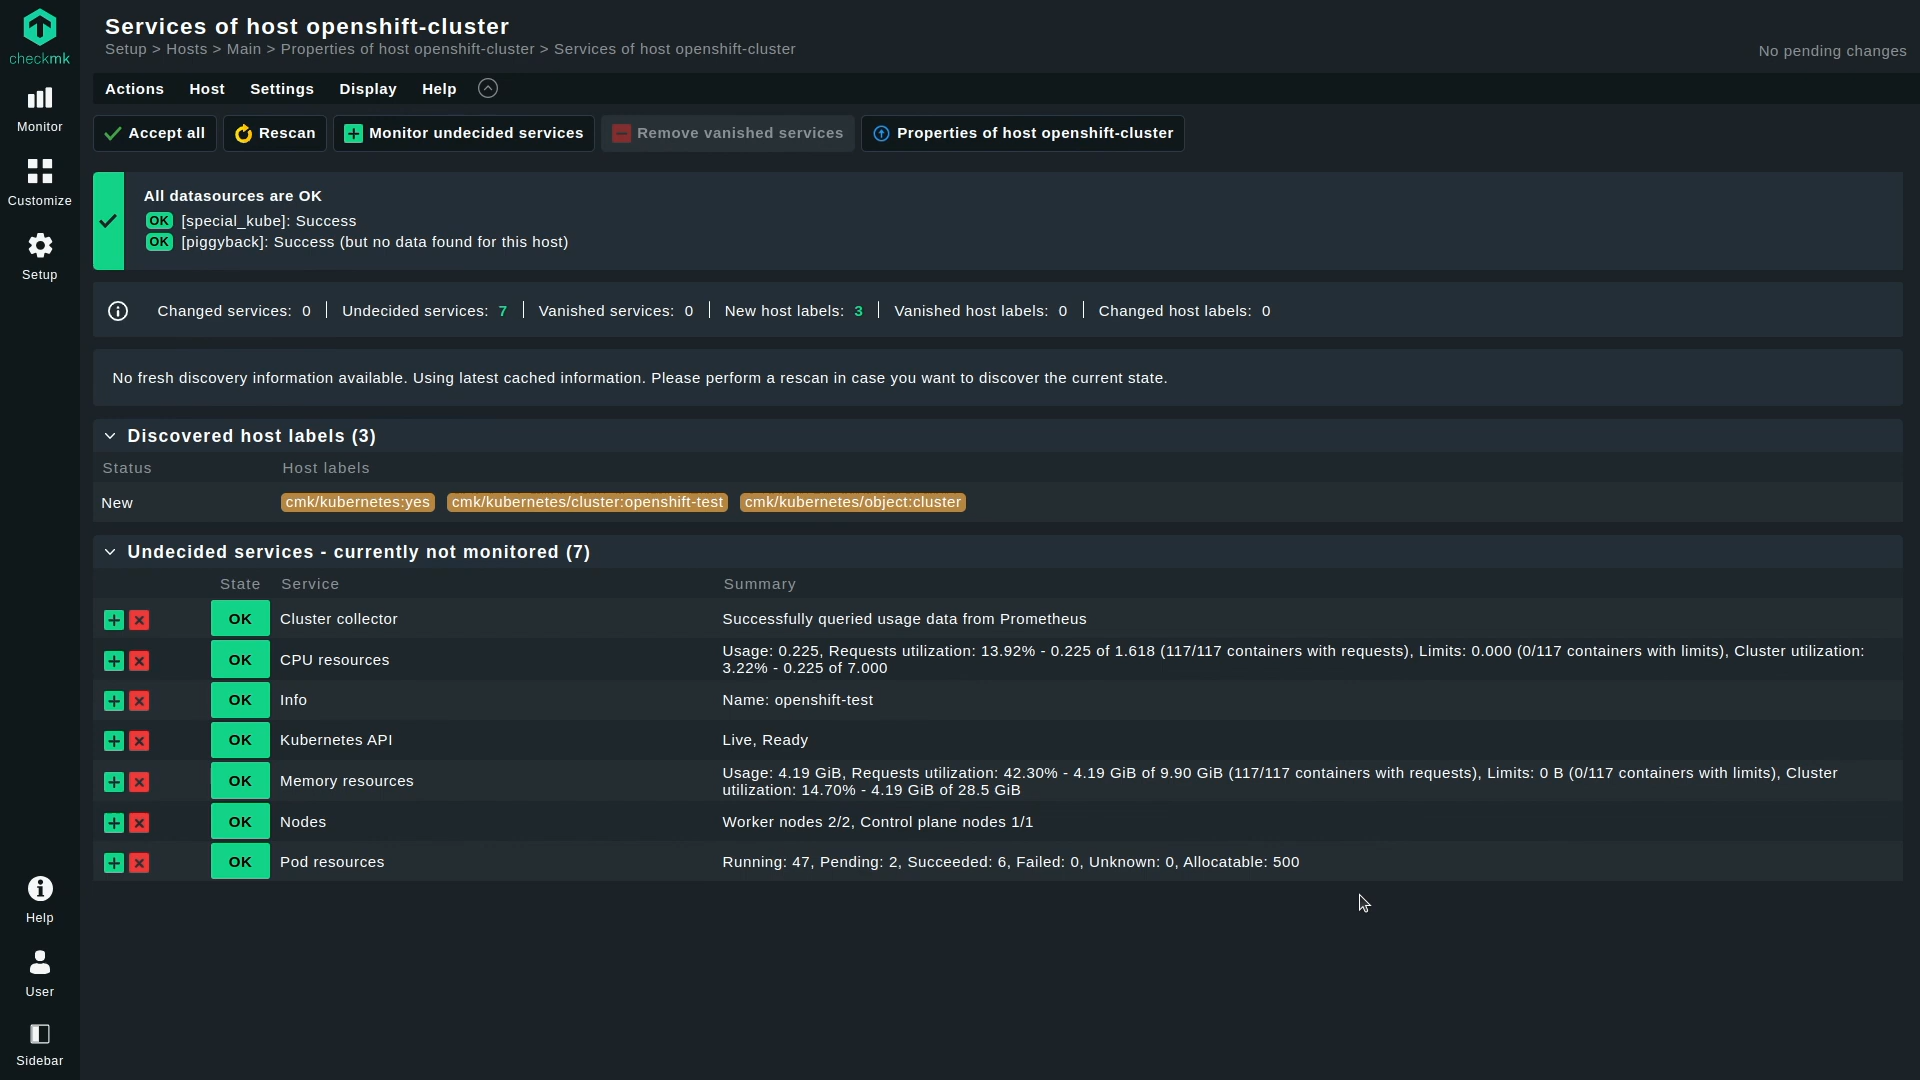 Services of host openshift-cluster
Setup > Hosts > Main > Properties of host openshift-cluster > Services of host openshift-cluster
No pending changes
checkmk
Monitor
Customize
Setup
Help
User
Sidebar
Actions Host Settings Display Help
Accept all Rescan Monitor undecided services Remove vanished services Properties of host openshift-cluster
All datasources are OK
OK [special_kube]: Success
OK [piggyback]: Success (but no data found for this host)
Changed services: 0 Undecided services: 7 Vanished services: 0 New host labels: 3 Vanished host labels: 0 Changed host labels: 0
No fresh discovery information available. Using latest cached information. Please perform a rescan in case you want to discover the current state.
Discovered host labels (3)
Status Host labels
New cmk/kubernetes:yes cmk/kubernetes/cluster:openshift-test cmk/kubernetes/object:cluster
Undecided services - currently not monitored (7)
State Service Summary
OK Cluster collector Successfully queried usage data from Prometheus
OK CPU resources Usage: 0.225, Requests utilization: 13.92% - 0.225 of 1.618 (117/117 containers with requests), Limits: 0.000 (0/117 containers with limits), Cluster utilization:
3.22% - 0.225 of 7.000
OK Info Name: openshift-test
OK Kubernetes API Live, Ready
OK Memory resources Usage: 4.19 GiB, Requests utilization: 42.30% - 4.19 GiB of 9.90 GiB (117/117 containers with requests), Limits: 0 B (0/117 containers with limits), Cluster
utilization: 14.70% - 4.19 GiB of 28.5 GiB
OK Nodes Worker nodes 2/2, Control plane nodes 1/1
OK Pod resources Running: 47, Pending: 2, Succeeded: 6, Failed: 0, Unknown: 0, Allocatable: 500